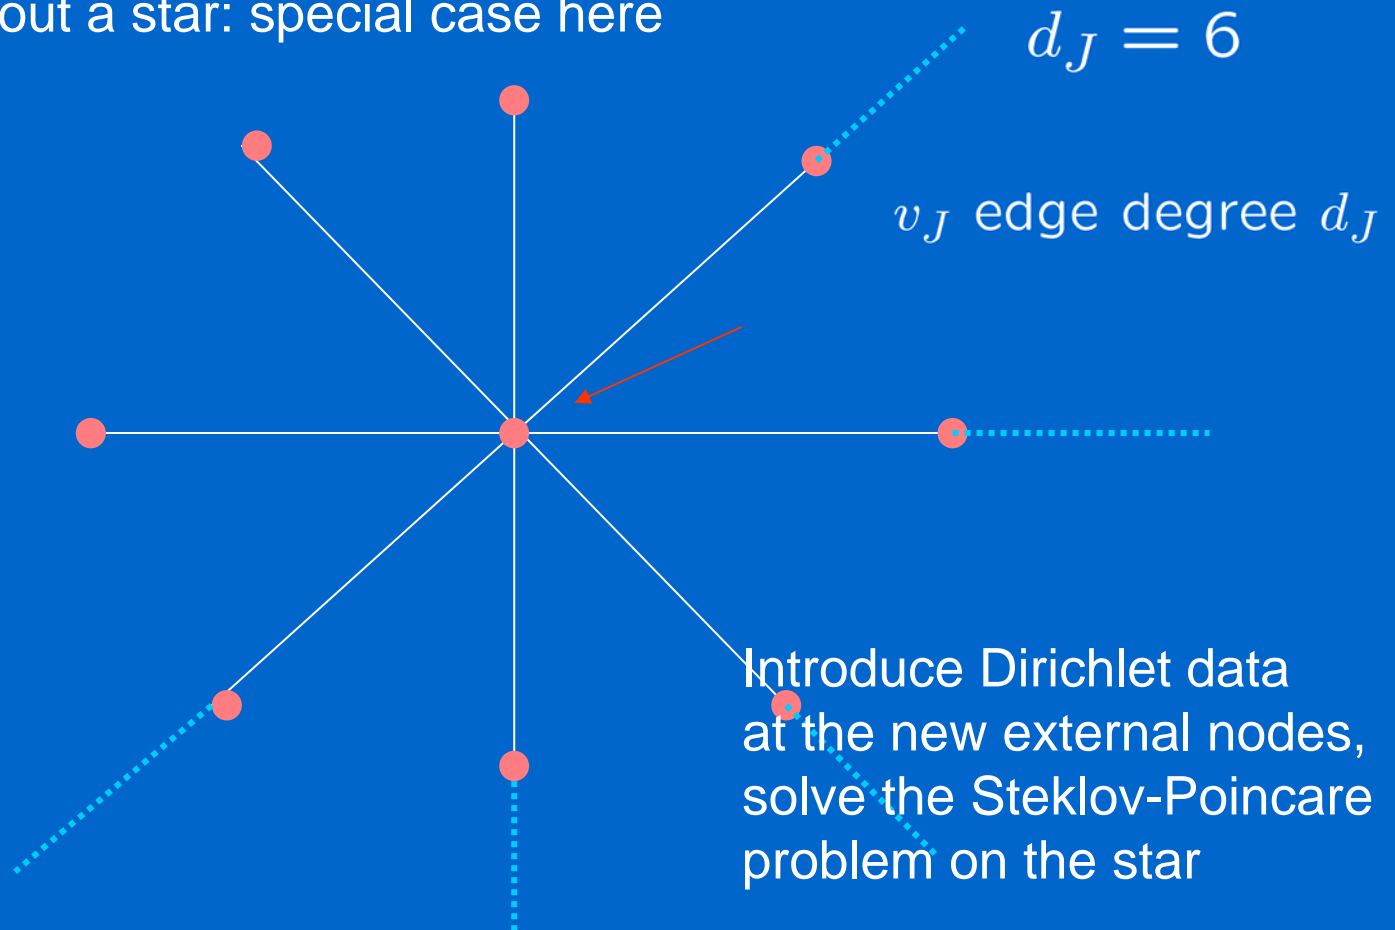 out a star: special case here
d_J = 6
v_J edge degree d_J
Introduce Dirichlet data
at the new external nodes,
solve the Steklov-Poincare
problem on the star